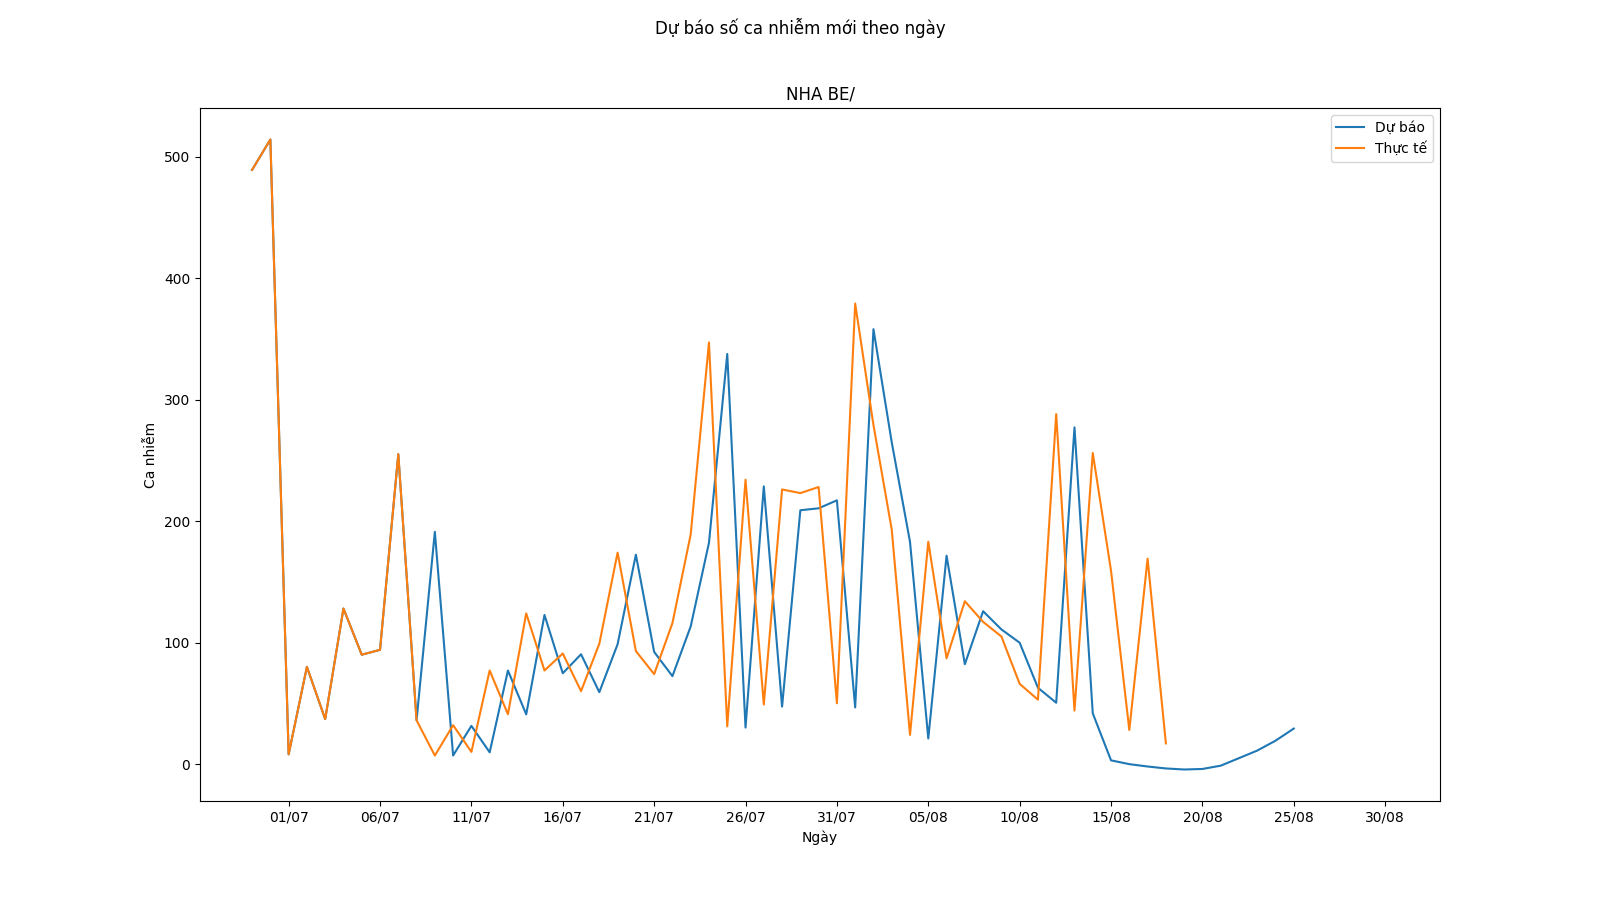 Dự báo số ca nhiễm mới theo ngày
NHA BE/
Dự báo
Thực tế
500
400
300
200
100
0
Ca nhiễm
01/07 06/07 11/07 16/07 21/07 26/07 31/07 05/08 10/08 15/08 20/08 25/08 30/08
Ngày